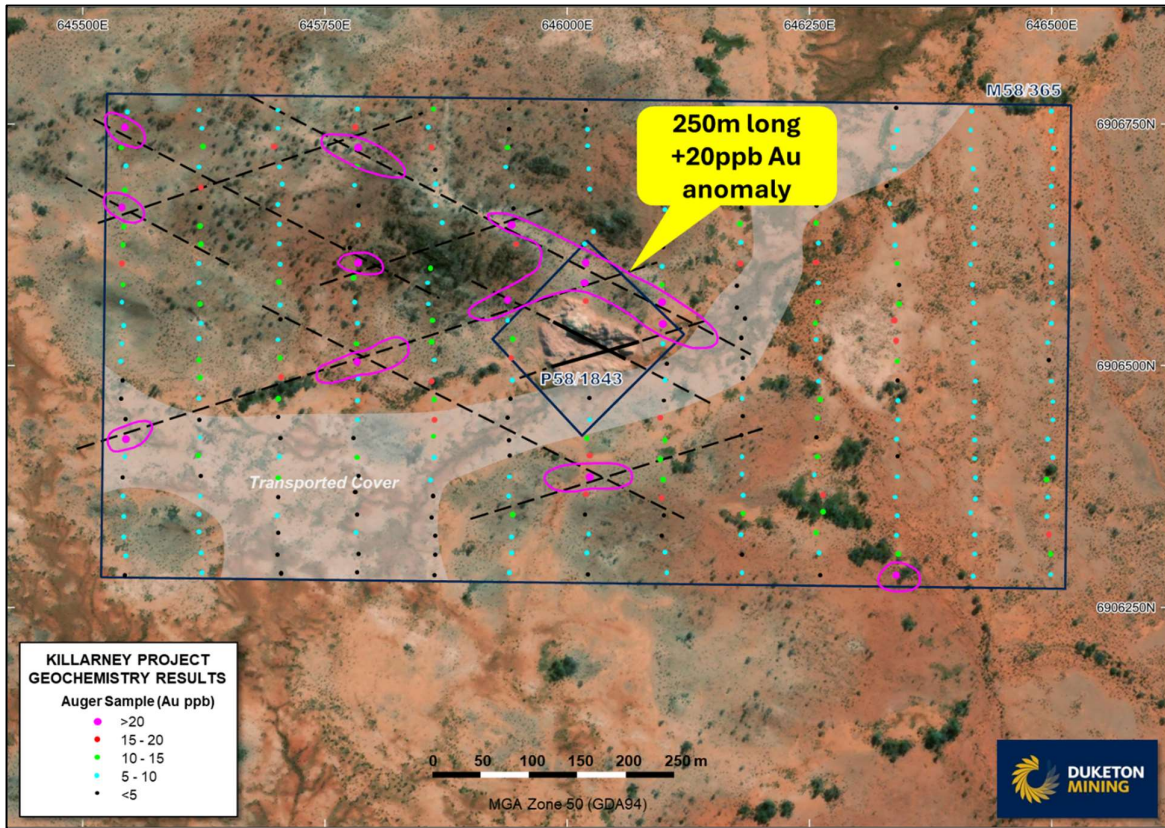 645500E
645750E
646000E
646250E
646500E
M58/365
6906750N
250m long
+20ppb Au
anomaly
6906500N
P58/1843
Transported Cover
6906250N
KILLARNEY PROJECT
GEOCHEMISTRY RESULTS
Auger Sample (Au ppb)
>20
15 - 20
10 - 15
5 - 10
<5
0 50 100 150 200 250 m
MGA Zone 50 (GDA94)
DUKETON
MINING